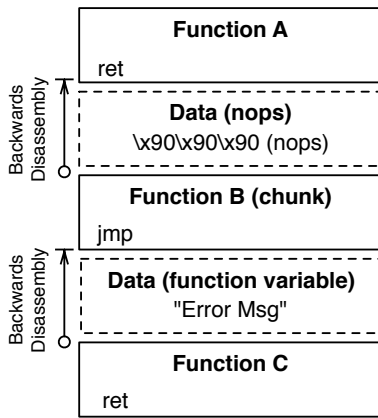 Function A
ret
Backwards
Disassembly
Data (nops)
\x90\x90\x90 (nops)
Function B (chunk)
jmp
Backwards
Disassembly
Data (function variable)
"Error Msg"
Function C
ret